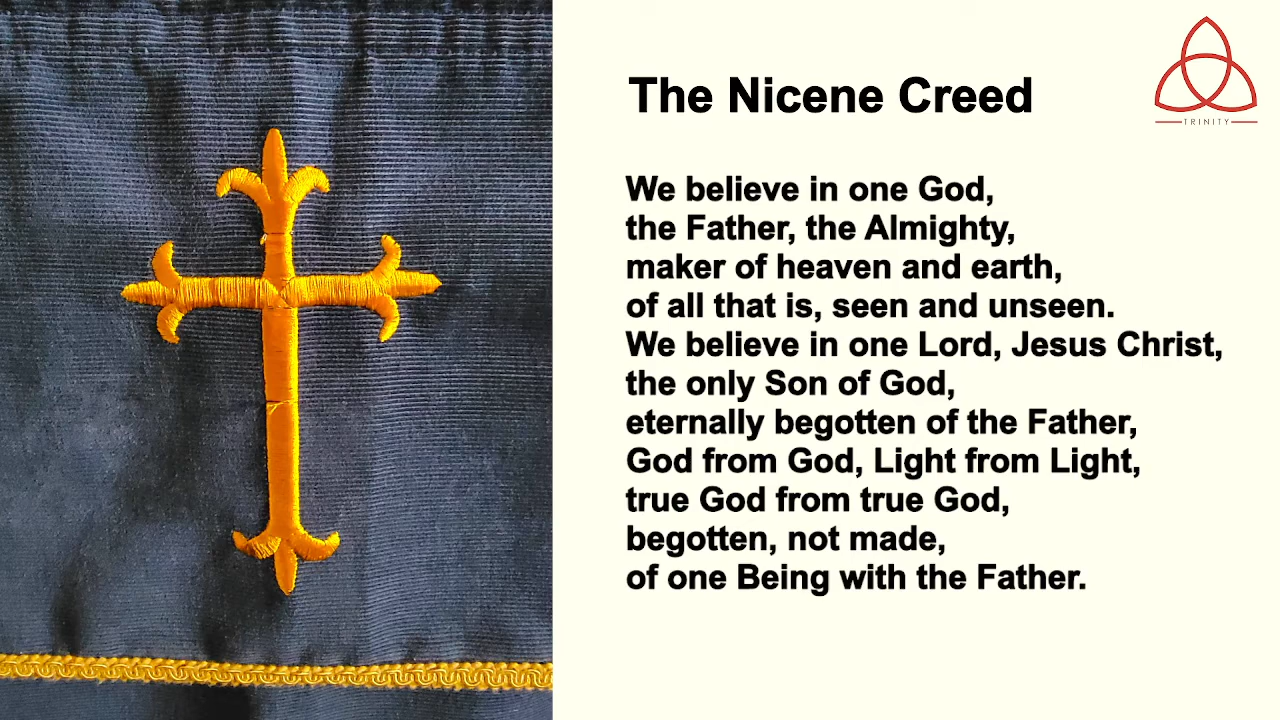 The Nicene Creed
TRINITY
We believe in one God,
the Father, the Almighty,
maker of heaven and earth,
of all that is, seen and unseen.
We believe in one Lord, Jesus Christ,
the only Son of God,
eternally begotten of the Father,
God from God, Light from Light,
true God from true God,
begotten, not made,
of one Being with the Father.